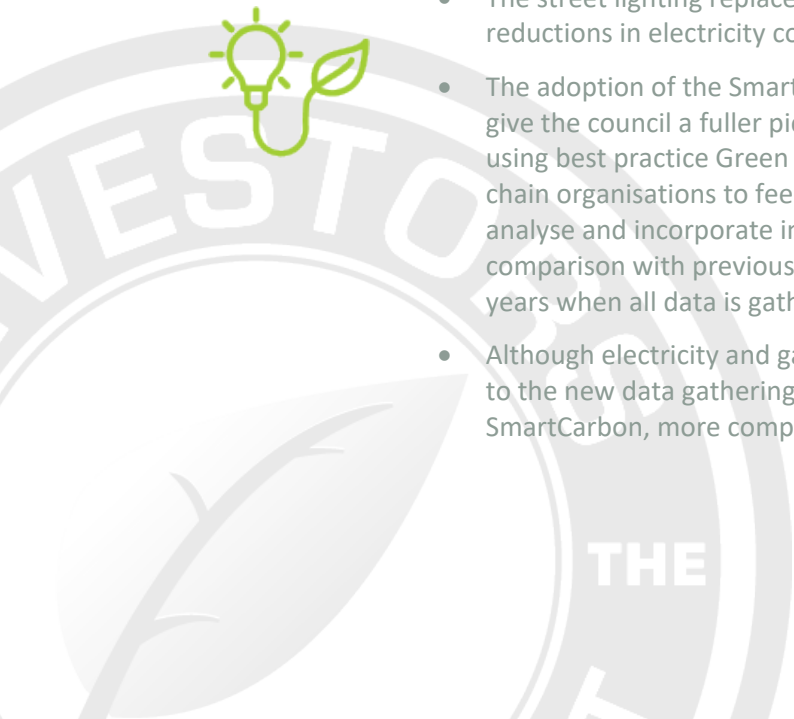 The street lighting replace
reductions in electricity co
The adoption of the Smart
give the council a fuller pic
using best practice Green
chain organisations to fee
analyse and incorporate in
comparison with previous
years when all data is gath
Although electricity and ga
to the new data gathering
SmartCarbon, more comp
VESTORS
THE